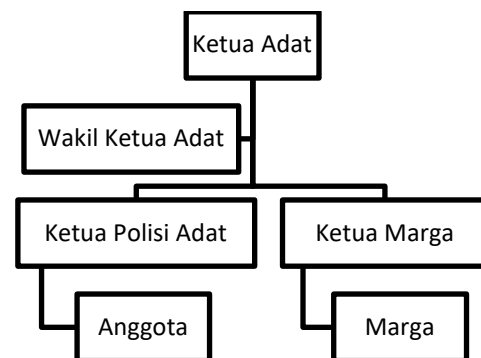 Ketua Adat
Wakil Ketua Adat
Ketua Polisi Adat
Ketua Marga
Anggota
Marga